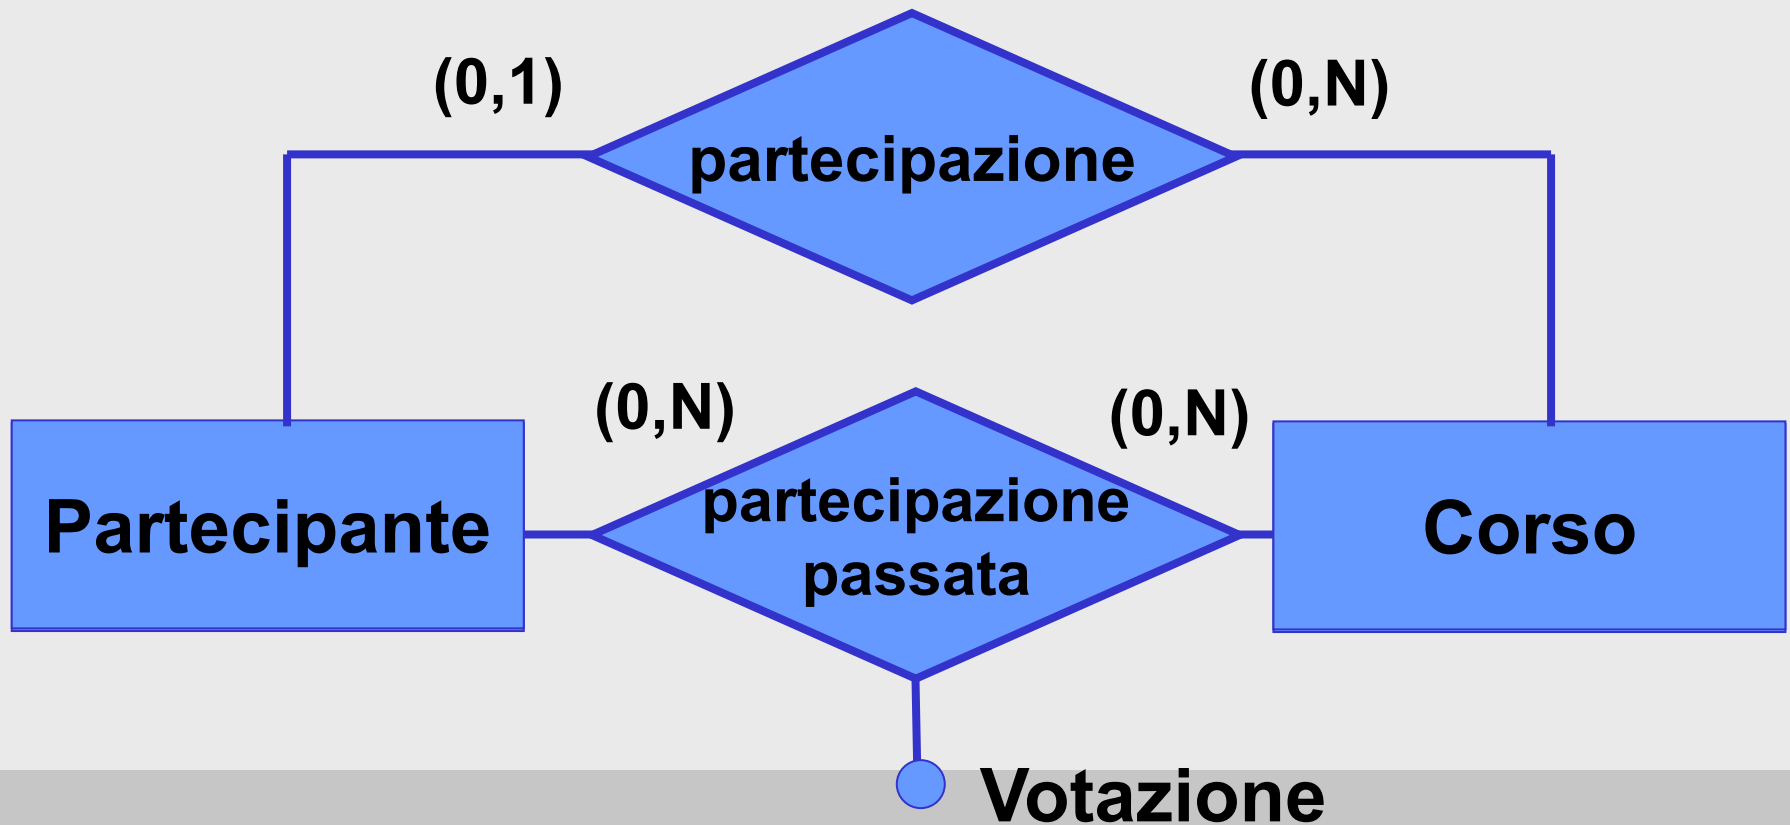 (0,1)
(0,N)
partecipazione
(0,N)
(0,N)
Partecipante
partecipazione
passata
Corso
Votazione